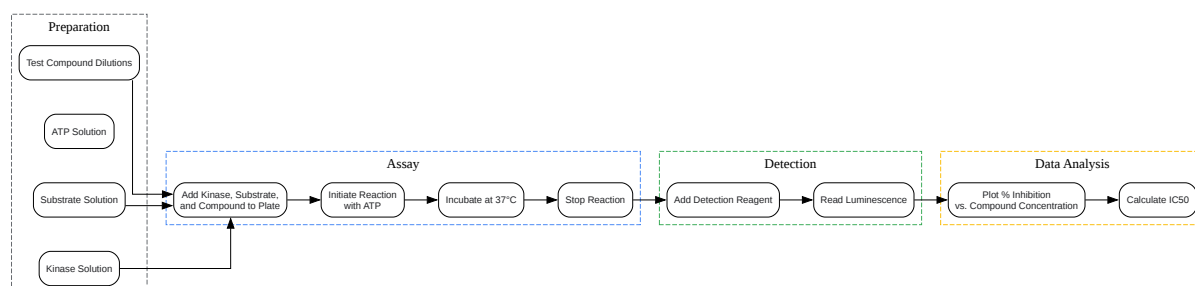 Preparation
Test Compound Dilutions
ATP Solution
Substrate Solution
Kinase Solution
Assay
Add Kinase, Substrate,
and Compound to Plate
Initiate Reaction
with ATP
Incubate at 37°C
Stop Reaction
Detection
Add Detection Reagent
Read Luminescence
Data Analysis
Plot % Inhibition
vs. Compound Concentration
Calculate IC50